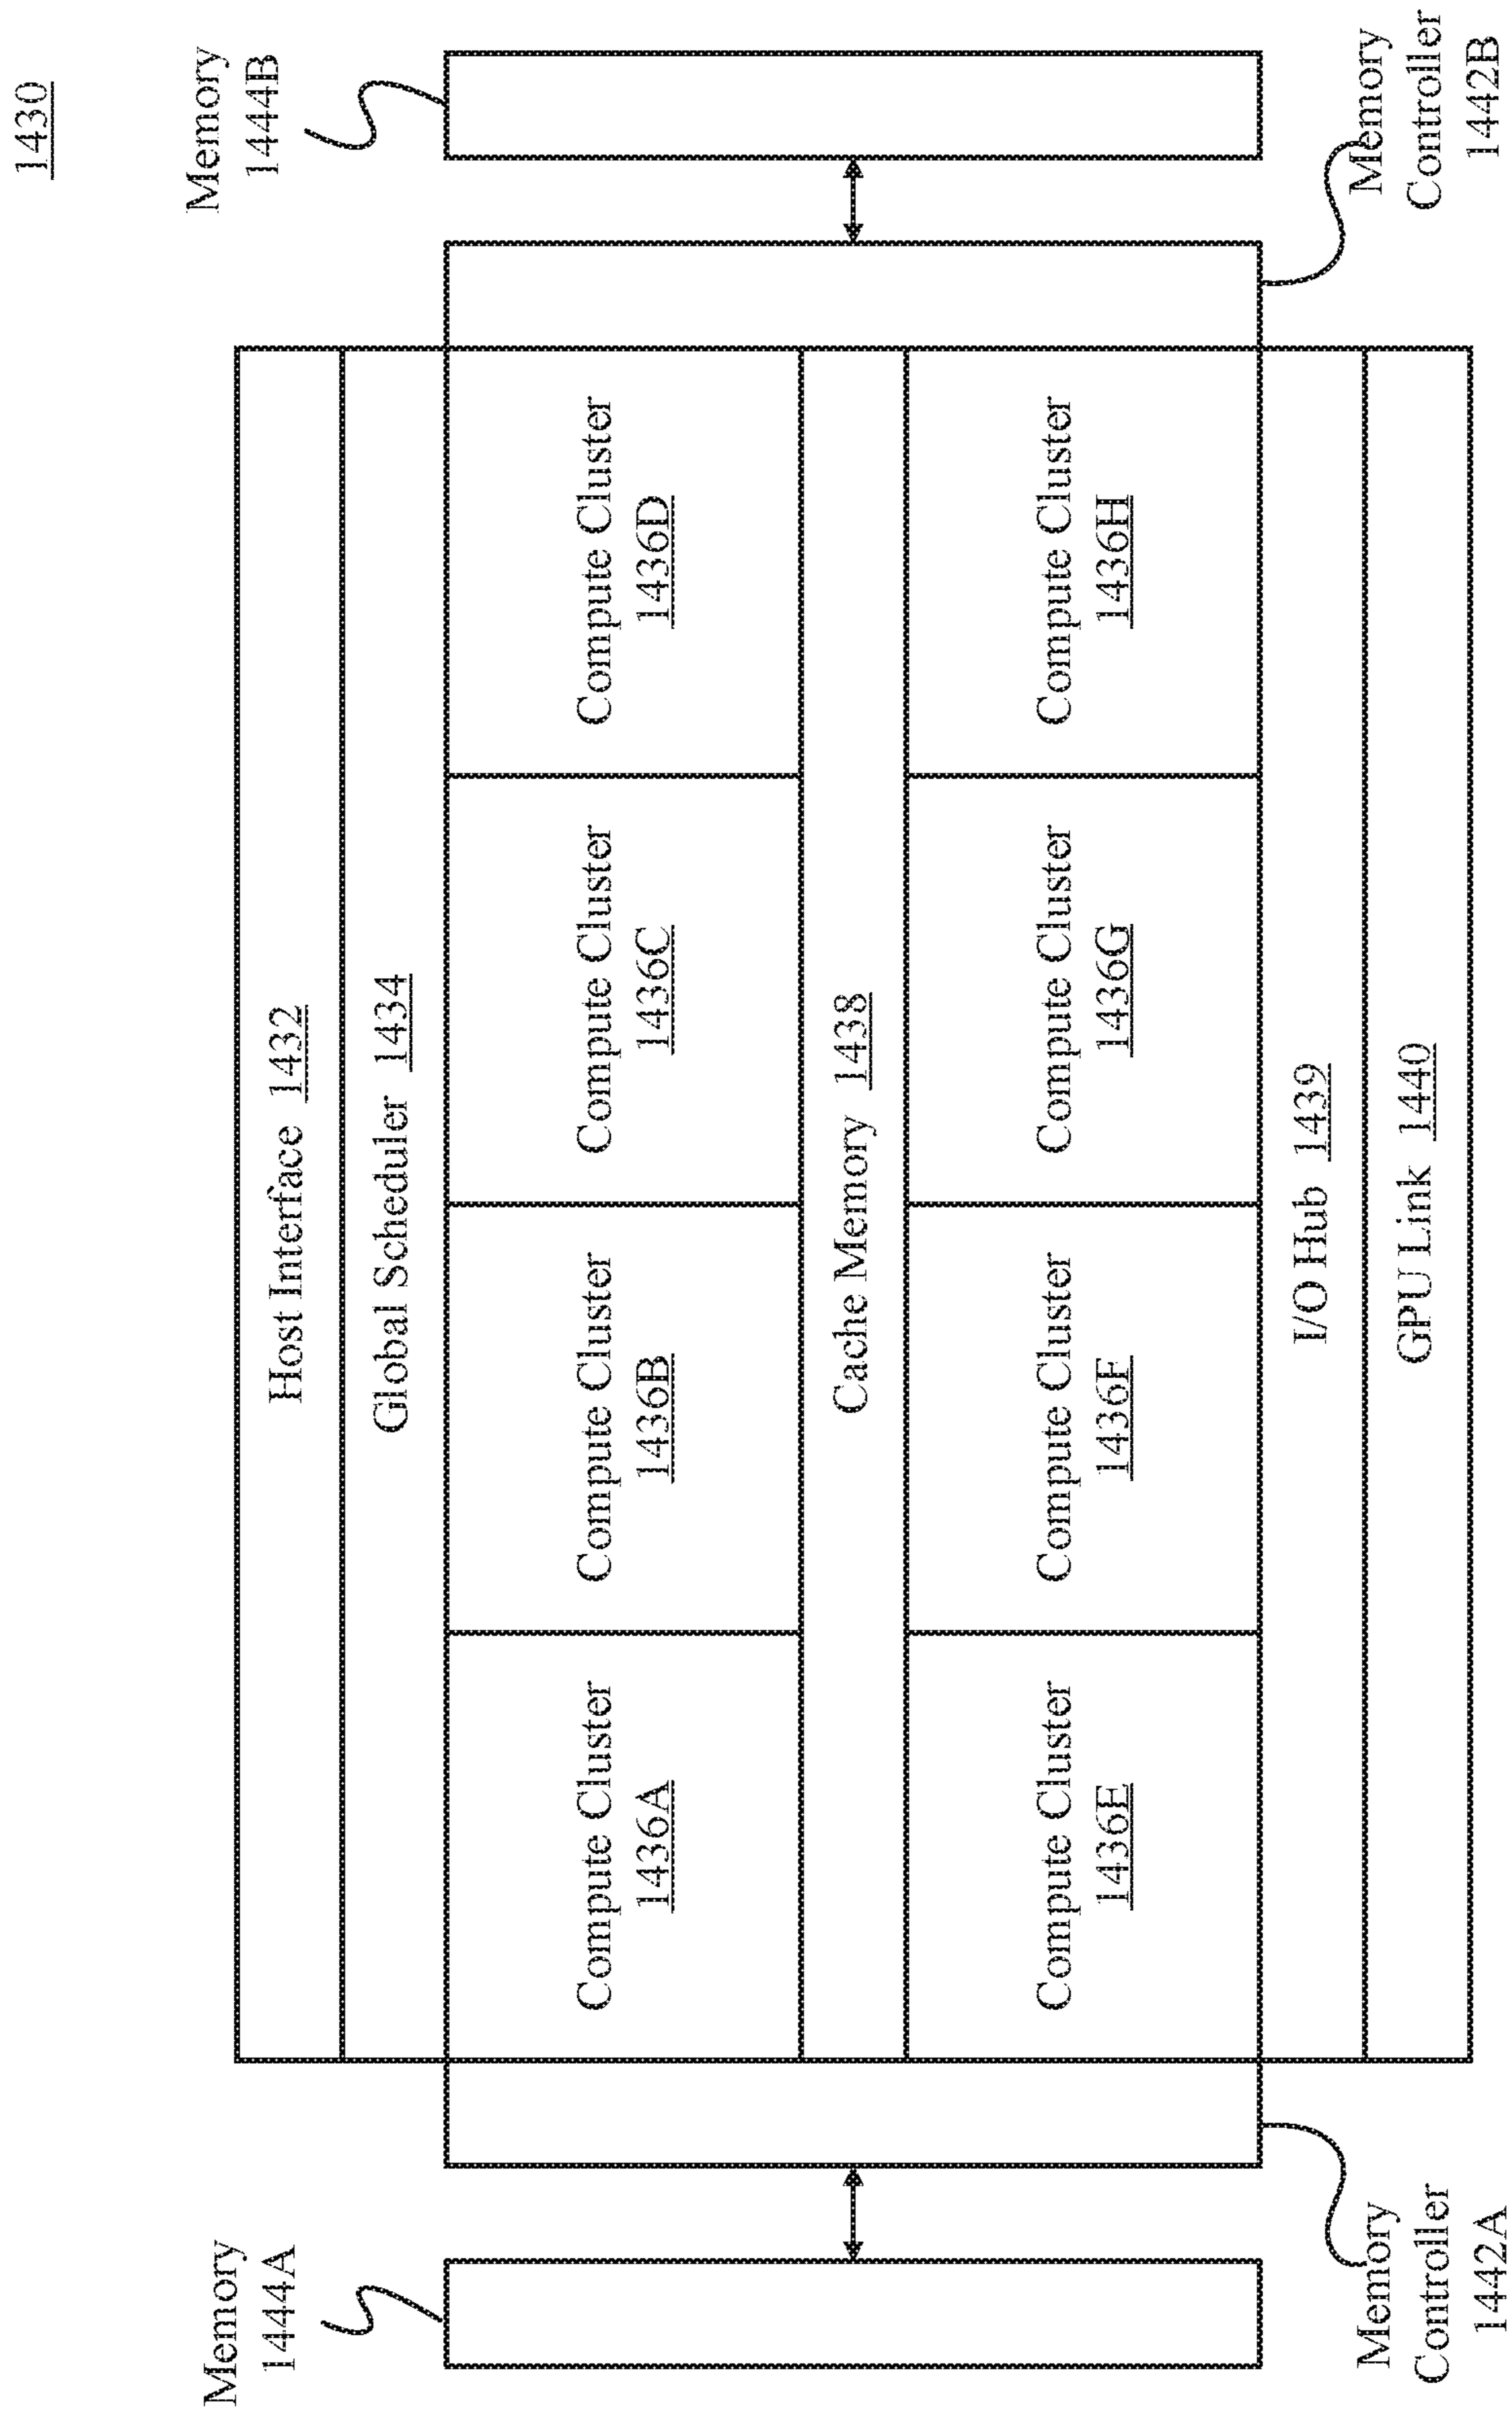 1430
Memory
1444A
Memory
1444B
Host Interface 1432
Global Scheduler 1434
Compute Cluster
1436A
Compute Cluster
1436B
Compute Cluster
1436C
Compute Cluster
1436D
Cache Memory 1438
Compute Cluster
1436E
Compute Cluster
1436F
Compute Cluster
1436G
Compute Cluster
1436H
I/O Hub 1439
GPU Link 1440
Memory
Controller
1442A
Memory
Controller
1442B